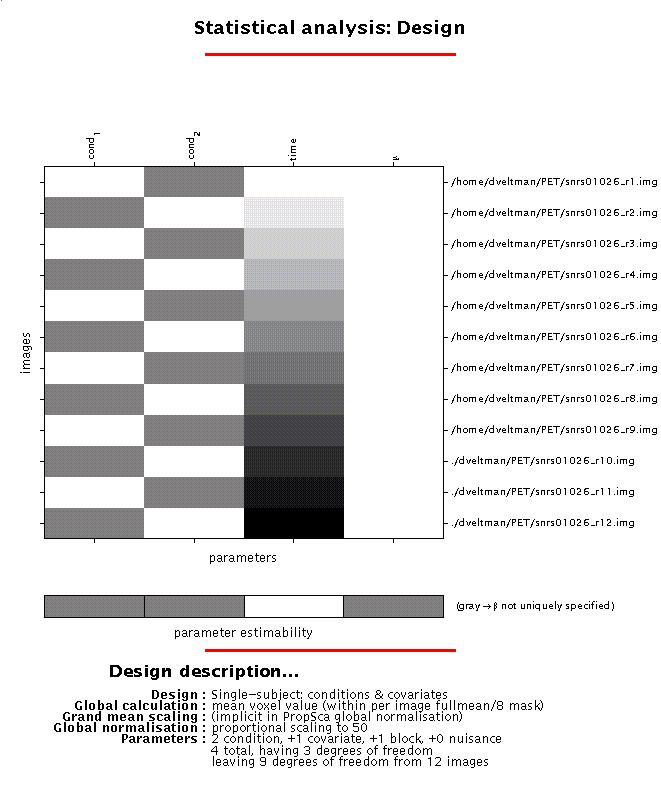 Statistical analysis: Design
cond1
cond2
time
μ
/home/dveltman/PET/snrs01026_r1.img
/home/dveltman/PET/snrs01026_r2.img
/home/dveltman/PET/snrs01026_r3.img
/home/dveltman/PET/snrs01026_r4.img
/home/dveltman/PET/snrs01026_r5.img
/home/dveltman/PET/snrs01026_r6.img
/home/dveltman/PET/snrs01026_r7.img
/home/dveltman/PET/snrs01026_r8.img
/home/dveltman/PET/snrs01026_r9.img
./dveltman/PET/snrs01026_r10.img
./dveltman/PET/snrs01026_r11.img
./dveltman/PET/snrs01026_r12.img
images
parameters
(gray→β not uniquely specified)
parameter estimability
Design description...
Design : Single−subject: conditions & covariates
Global calculation : mean voxel value (within per image fullmean/8 mask)
Grand mean scaling : (implicit in PropSca global normalisation)
Global normalisation : proportional scaling to 50
Parameters : 2 condition, +1 covariate, +1 block, +0 nuisance
4 total, having 3 degrees of freedom
leaving 9 degrees of freedom from 12 images